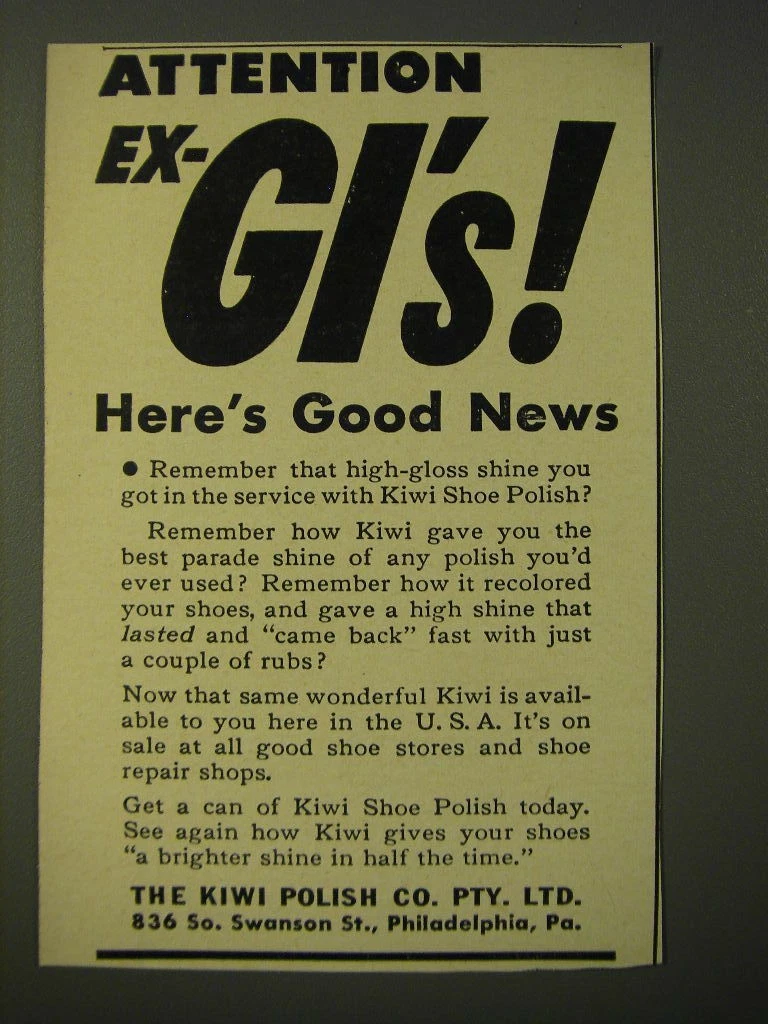 ATTENTION
EX-GI's!
Here's Good News
• Remember that high-gloss shine you
got in the service with Kiwi Shoe Polish?
Remember how Kiwi gave you the
best parade shine of any polish you'd
ever used? Remember how it recolored
your shoes, and gave a high shine that
lasted and "came back" fast with just
a couple of rubs?
Now that same wonderful Kiwi is avail-
able to you here in the U. S. A. It's on
sale at all good shoe stores and shoe
repair shops.
Get a can of Kiwi Shoe Polish today.
See again how Kiwi gives your shoes
"a brighter shine in half the time."
THE KIWI POLISH CO. PTY. LTD.
836 So. Swanson St., Philadelphia, Pa.